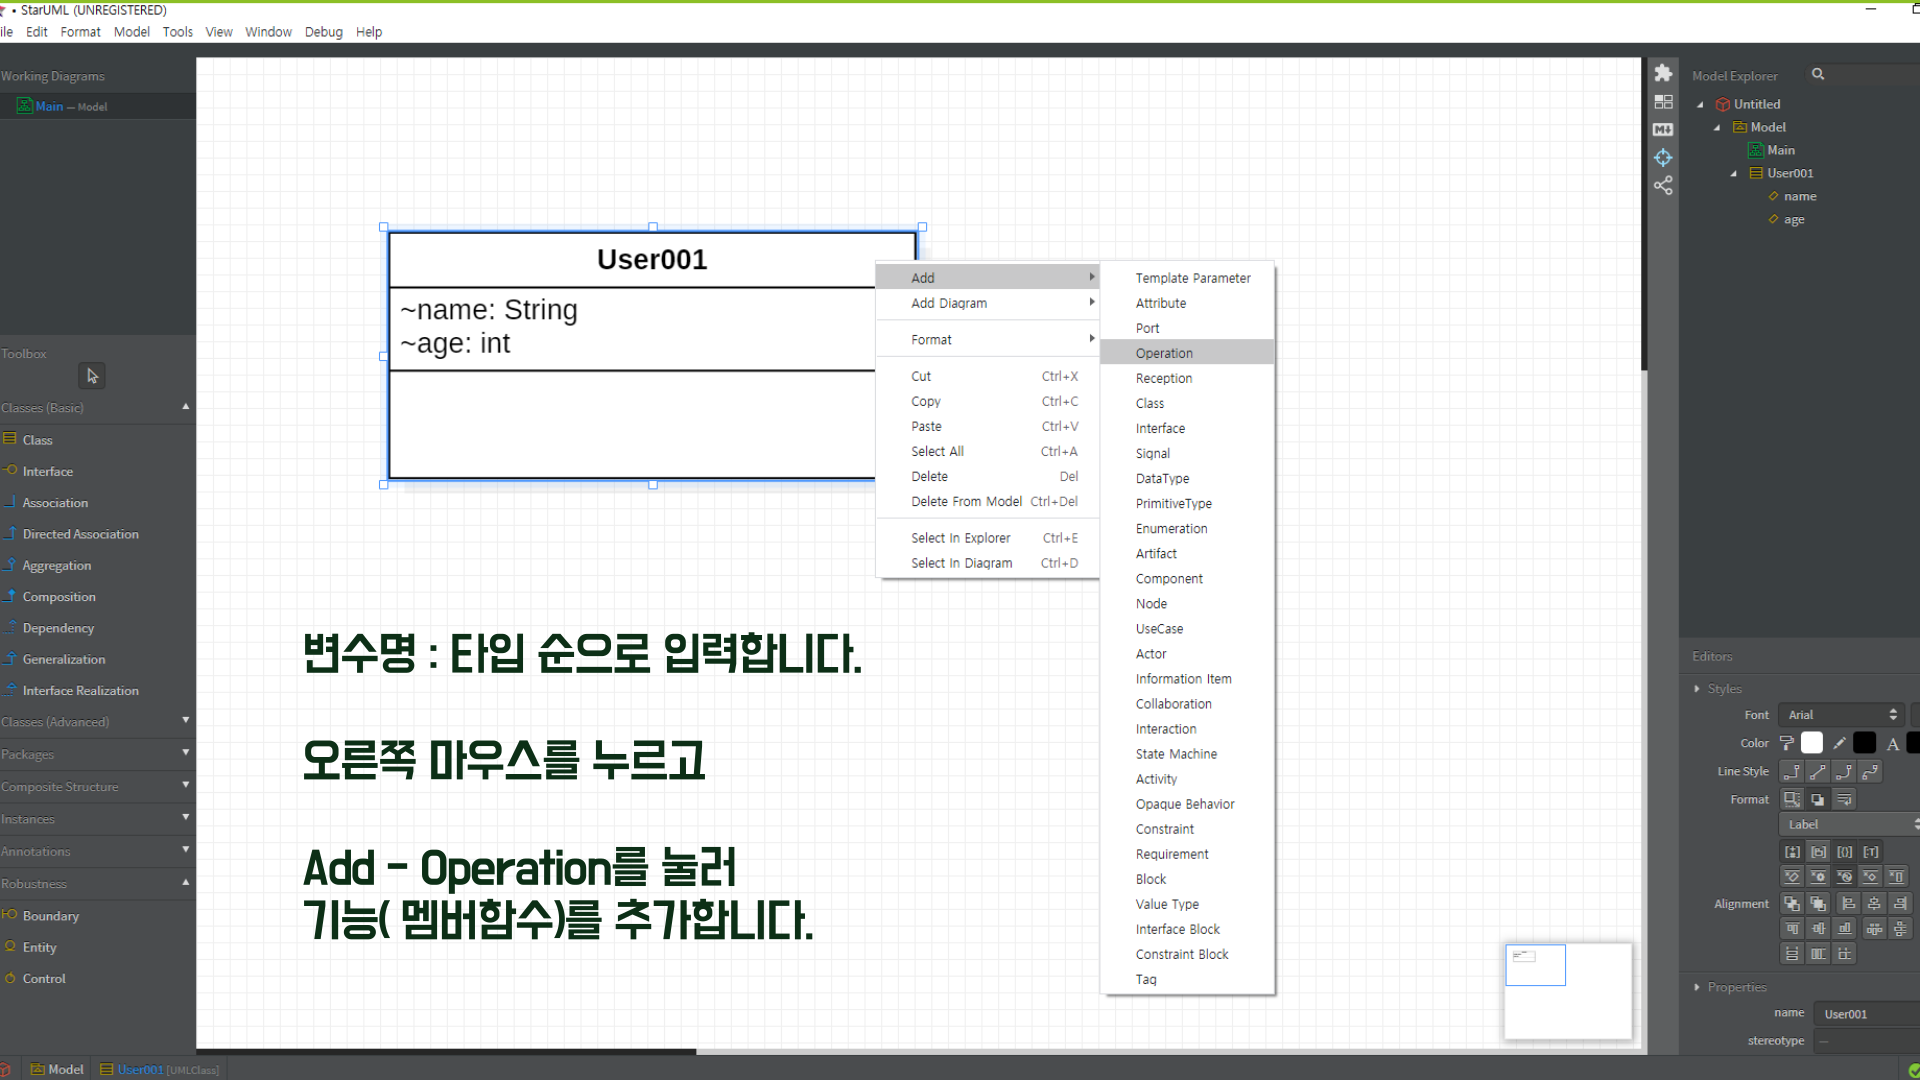 • StarUML (UNREGISTERED)
ile Edit Format Model Tools View Window Debug Help
Working Diagrams
Main — Model
Toolbox
Classes (Basic)
Class
Interface
Association
Directed Association
Aggregation
Composition
Dependency
Generalization
Interface Realization
Classes (Advanced)
Packages
Composite Structure
Instances
Annotations
Robustness
Boundary
Entity
Control
User001
~name: String
~age: int
Add
Add Diagram
Format
Cut Ctrl+X
Copy Ctrl+C
Paste Ctrl+V
Select All Ctrl+A
Delete Del
Delete From Model Ctrl+Del
Select In Explorer Ctrl+E
Select In Diagram Ctrl+D
Template Parameter
Attribute
Port
Operation
Reception
Class
Interface
Signal
DataType
PrimitiveType
Enumeration
Artifact
Component
Node
UseCase
Actor
Information Item
Collaboration
Interaction
State Machine
Activity
Opaque Behavior
Constraint
Requirement
Block
Value Type
Interface Block
Constraint Block
Tag
변수명 : 타입 순으로 입력합니다.
오른쪽 마우스를 누르고
Add - Operation를 눌러
기능( 멤버함수)를 추가합니다.
Model Explorer
Untitled
Model
Main
User001
name
age
Editors
Styles
Font Arial
Color A
Line Style
Format
Label
Alignment
Properties
name User001
stereotype —
Model User001 [UMLClass]